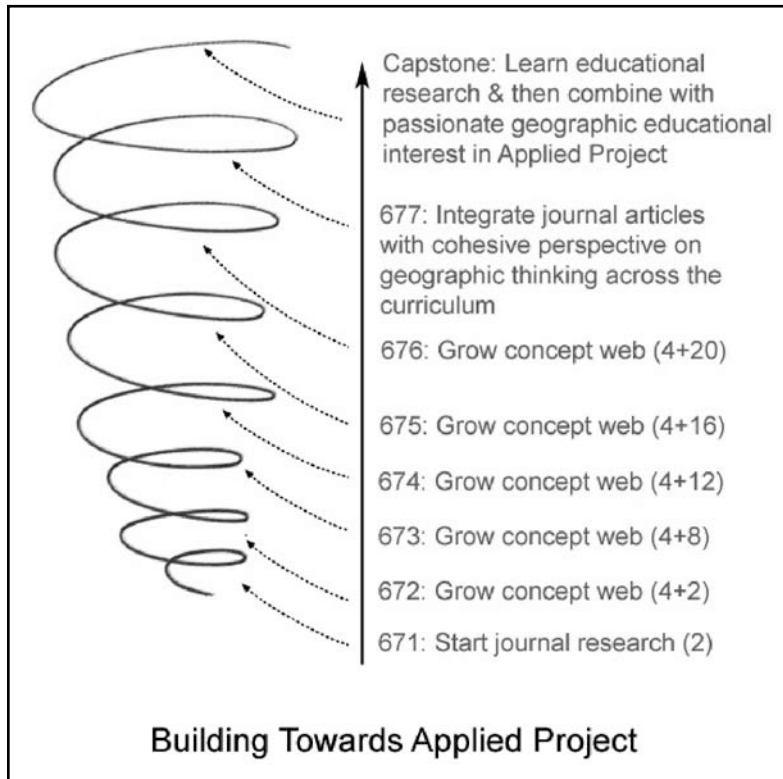 Capstone: Learn educational
research & then combine with
passionate geographic educational
interest in Applied Project
677: Integrate journal articles
with cohesive perspective on
geographic thinking across the
curriculum
676: Grow concept web (4+20)
675: Grow concept web (4+16)
674: Grow concept web (4+12)
673: Grow concept web (4+8)
672: Grow concept web (4+2)
671: Start journal research (2)
Building Towards Applied Project